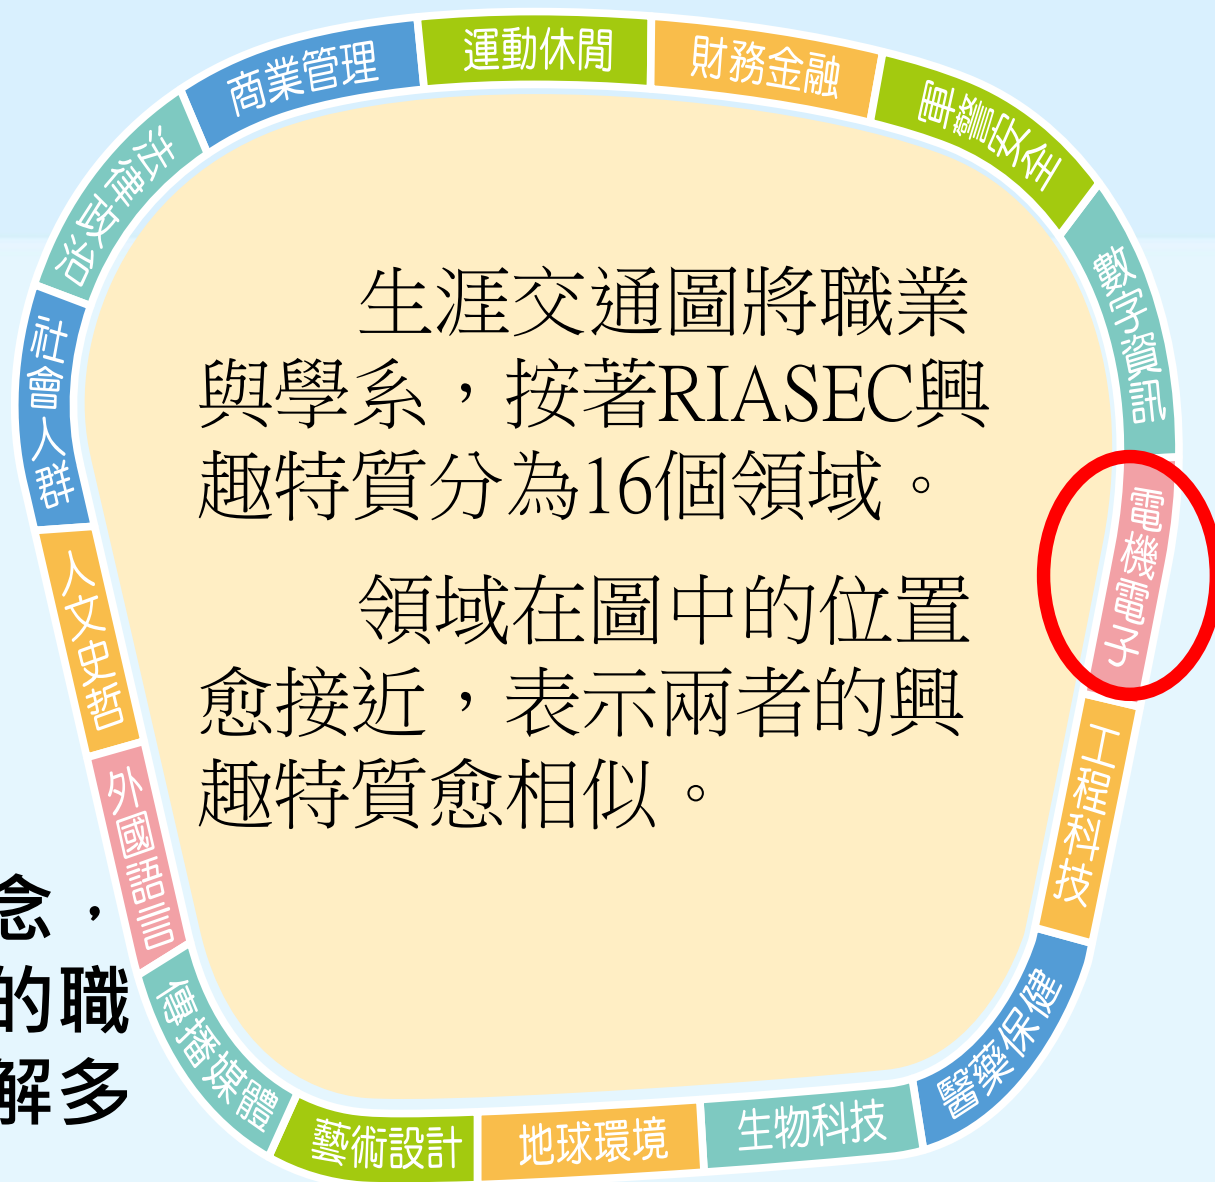 商業管理
運動休閒
財務金融
軍警安全
數字資訊
電機電子
工程科技
醫藥保健
生物科技
地球環境
藝術設計
傳播媒體
外國語言
人文史哲
社會人群
法律政治
生涯交通圖將職業
與學系，按著RIASEC興
趣特質分為16個領域。
領域在圖中的位置
愈接近，表示兩者的興
趣特質愈相似。
念，
的職
解多